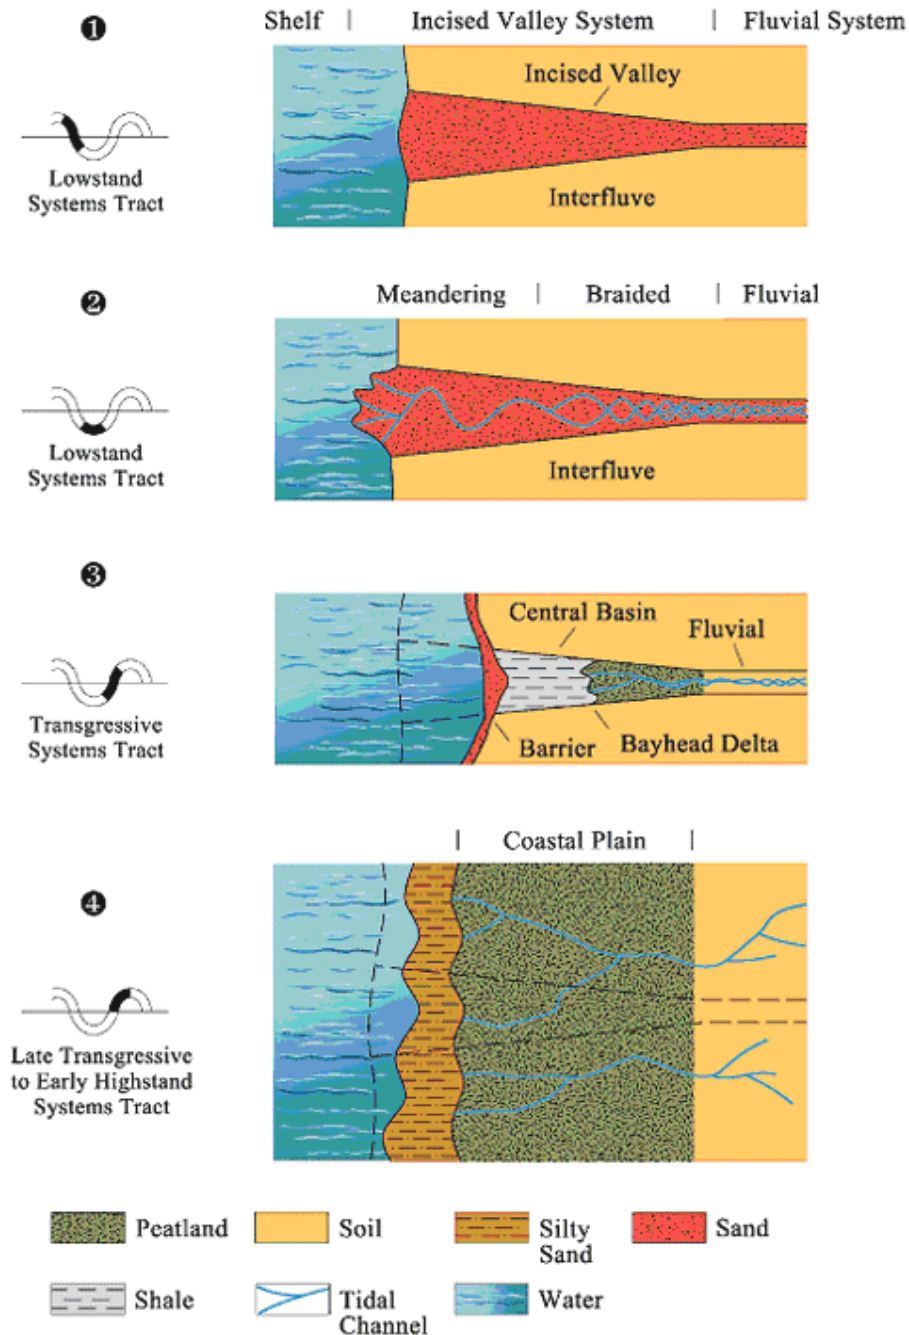 ❶
Shelf | Incised Valley System | Fluvial System
Incised Valley
Interfluve
Lowstand
Systems Tract
❷
Meandering | Braided | Fluvial
Interfluve
Lowstand
Systems Tract
❸
Central Basin
Fluvial
Barrier
Bayhead Delta
Transgressive
Systems Tract
❹
| Coastal Plain |
Late Transgressive
to Early Highstand
Systems Tract
Peatland
Soil
Silty
Sand
Sand
Shale
Tidal
Channel
Water